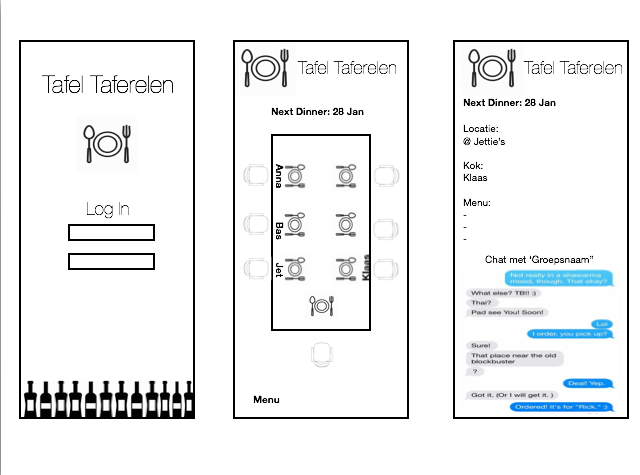 Tafel Taferelen
Log In
Tafel Taferelen
Next Dinner: 28 Jan
Anna
Bas
Jet
Klaas
Menu
Tafel Taferelen
Next Dinner: 28 Jan
Locatie:
@ Jettie's
Kok:
Klaas
Menu:
-
-
-
Chat met ‘Groepsnaam”
Not really in a shawarma
mood, though. That okay?
What else? TB!! :)
Thai?
Pad see You! Soon!
Lol
I order, you pick up?
Sure!
That place near the old
blockbuster
?
Deal! Yep.
Got it. (Or I will get it. )
Ordered! It's for "Rick." :)